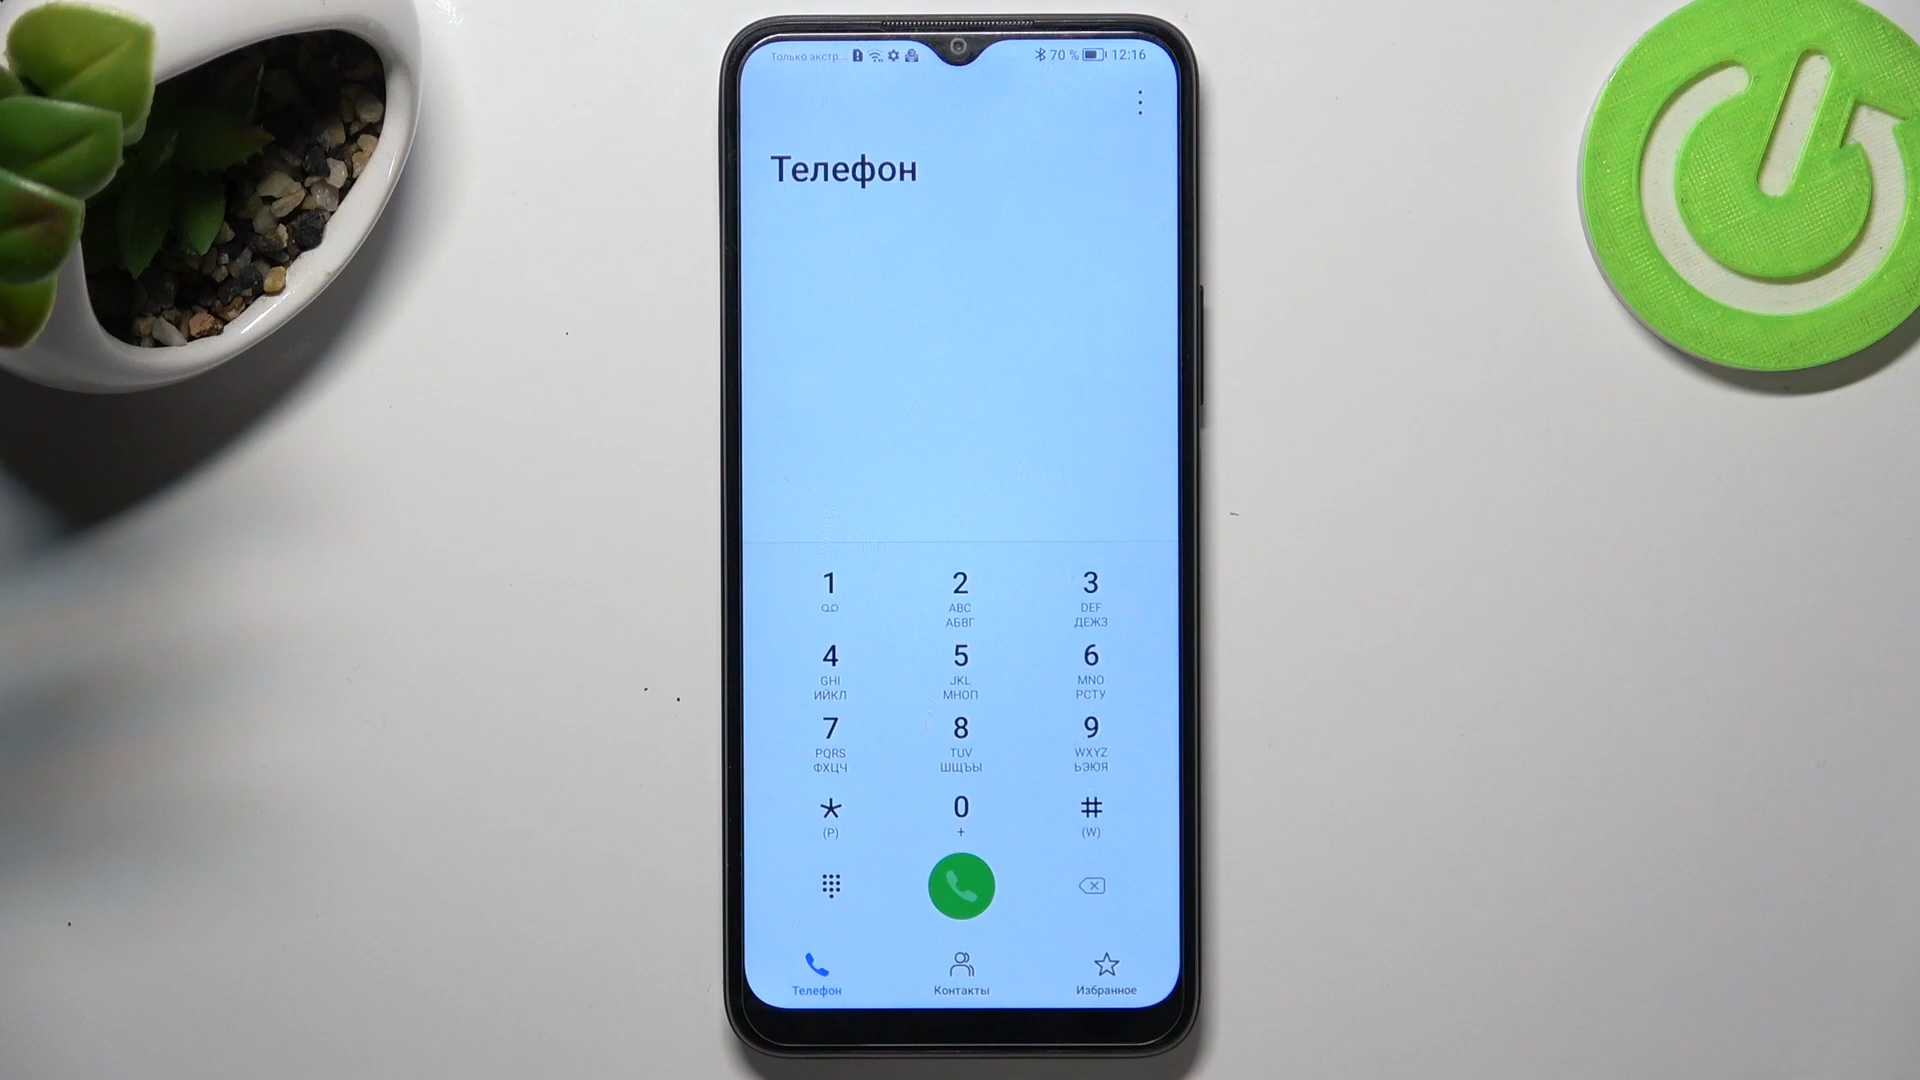 Только экстр... 70 % 12:16
Телефон
1 2 3
ABC DEF
АБВГ ДЕЖЗ
4 5 6
GHI JKL MNO
ИЙКЛ МНОП РСТУ
7 8 9
PQRS TUV WXYZ
ФХЦЧ ШЩЪЫ ЬЭЮЯ
* 0 #
(P) + (W)
Телефон Контакты Избранное